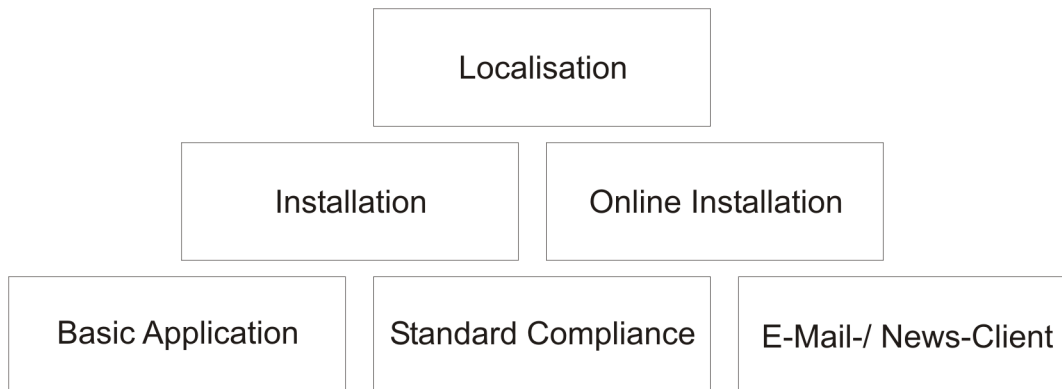 Localisation
Installation
Online Installation
Basic Application
Standard Compliance
E-Mail-/ News-Client